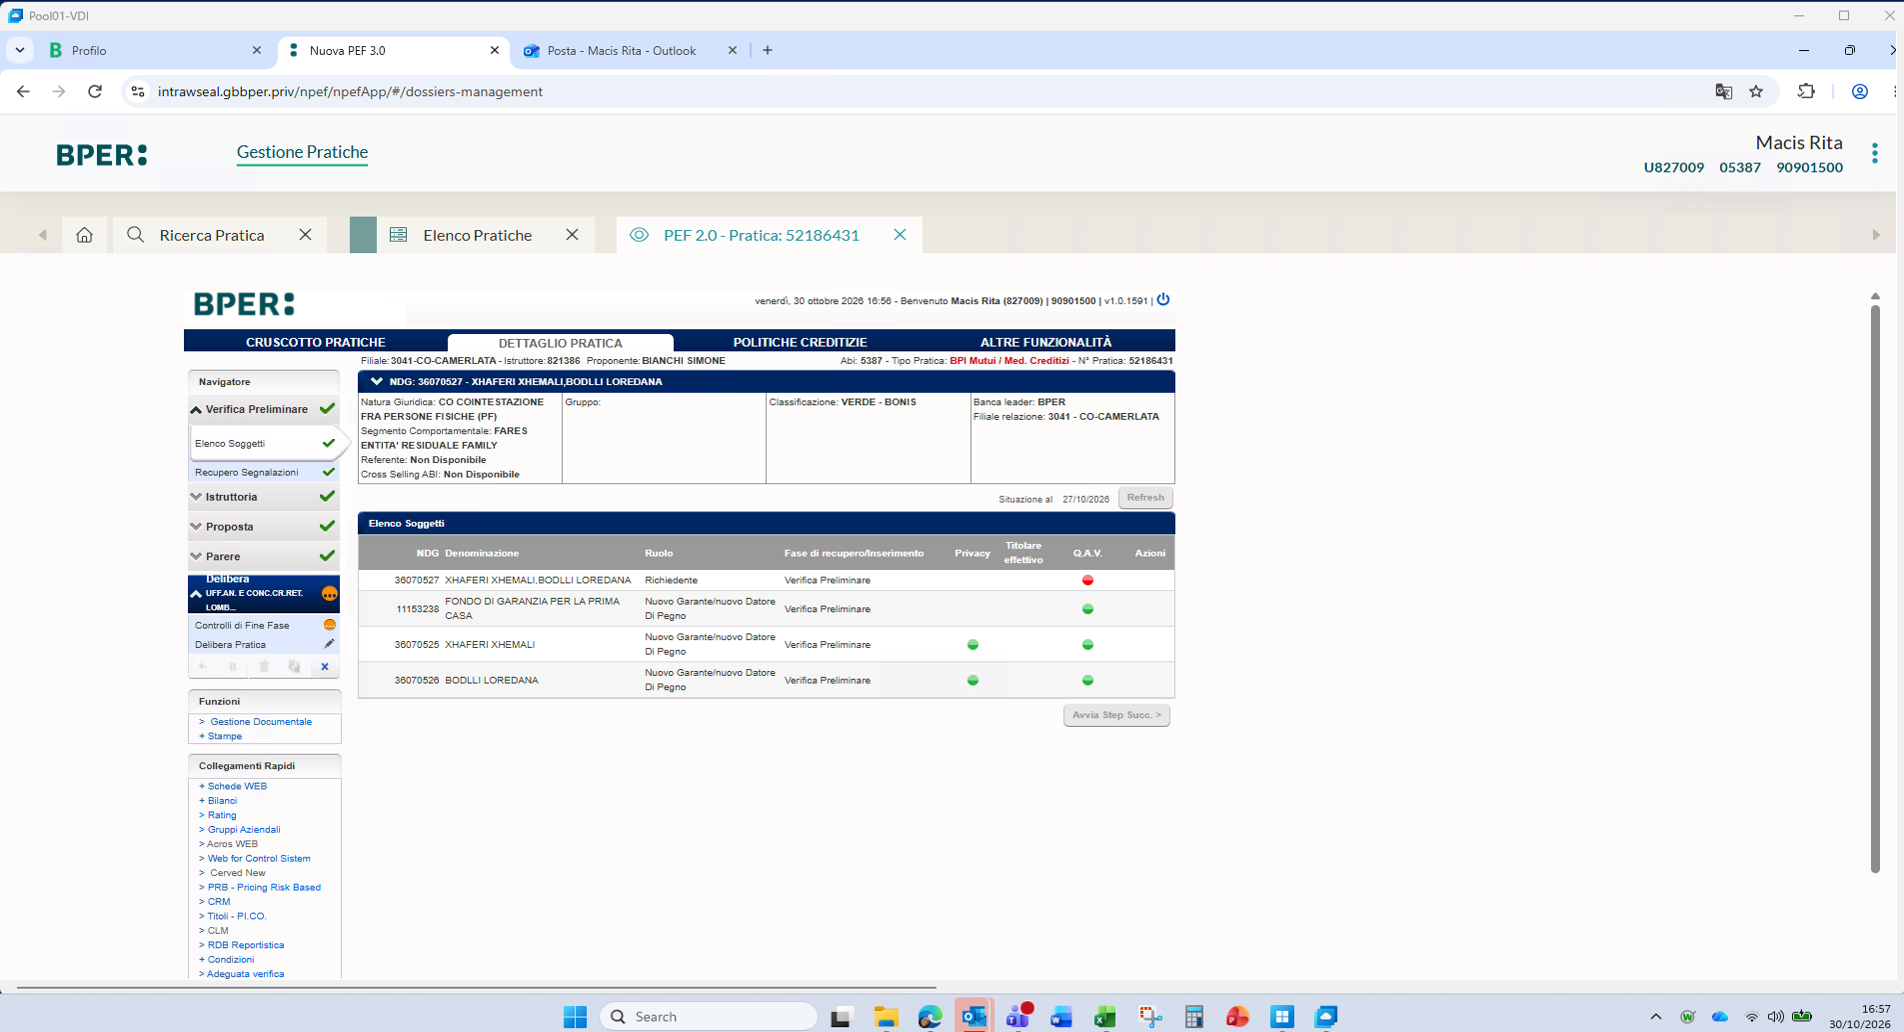 Pool01-VDI
Profilo
Nuova PEF 3.0
Posta - Macis Rita - Outlook
intrawseal.gbbper.priv/npef/npefApp/#/dossiers-management
BPER:
Gestione Pratiche
Macis Rita
U827009 05387 90901500
Ricerca Pratica
Elenco Pratiche
PEF 2.0 - Pratica: 52186431
BPER:
venerdì, 30 ottobre 2026 16:56 - Benvenuto Macis Rita (827009) | 90901500 | v1.0.1591 |
CRUSCOTTO PRATICHE
DETTAGLIO PRATICA
POLITICHE CREDITIZIE
ALTRE FUNZIONALITÀ
Filiale: 3041-CO-CAMERLATA - Istruttore: 821386 Proponente: BIANCHI SIMONE
Abi: 5387 - Tipo Pratica: BPI Mutui / Med. Creditizi - N° Pratica: 52186431
Navigatore
Verifica Preliminare
Elenco Soggetti
Recupero Segnalazioni
Istruttoria
Proposta
Parere
Delibera
UFF.AN. E CONC.CR.RET.
LOMB...
Controlli di Fine Fase
Delibera Pratica
Funzioni
> Gestione Documentale
+ Stampe
Collegamenti Rapidi
+ Schede WEB
+ Bilanci
> Rating
> Gruppi Aziendali
> Acros WEB
> Web for Control Sistem
> Cerved New
> PRB - Pricing Risk Based
> CRM
> Titoli - PI.CO.
> CLM
> RDB Reportistica
+ Condizioni
> Adeguata verifica
NDG: 36070527 - XHAFERI XHEMALI,BODLLI LOREDANA
Natura Giuridica: CO COINTESTAZIONE
FRA PERSONE FISICHE (PF)
Segmento Comportamentale: FARES
ENTITA' RESIDUALE FAMILY
Referente: Non Disponibile
Cross Selling ABI: Non Disponibile
Gruppo:
Classificazione: VERDE - BONIS
Banca leader: BPER
Filiale relazione: 3041 - CO-CAMERLATA
Situazione al 27/10/2026 Refresh
Elenco Soggetti
NDG Denominazione Ruolo Fase di recupero/Inserimento Privacy Titolare effettivo Q.A.V. Azioni
36070527 XHAFERI XHEMALI,BODLLI LOREDANA Richiedente Verifica Preliminare
11153238 FONDO DI GARANZIA PER LA PRIMA CASA Nuovo Garante/nuovo Datore Di Pegno Verifica Preliminare
36070525 XHAFERI XHEMALI Nuovo Garante/nuovo Datore Di Pegno Verifica Preliminare
36070526 BODLLI LOREDANA Nuovo Garante/nuovo Datore Di Pegno Verifica Preliminare
Avvia Step Succ. >
Search
16:57
30/10/2026